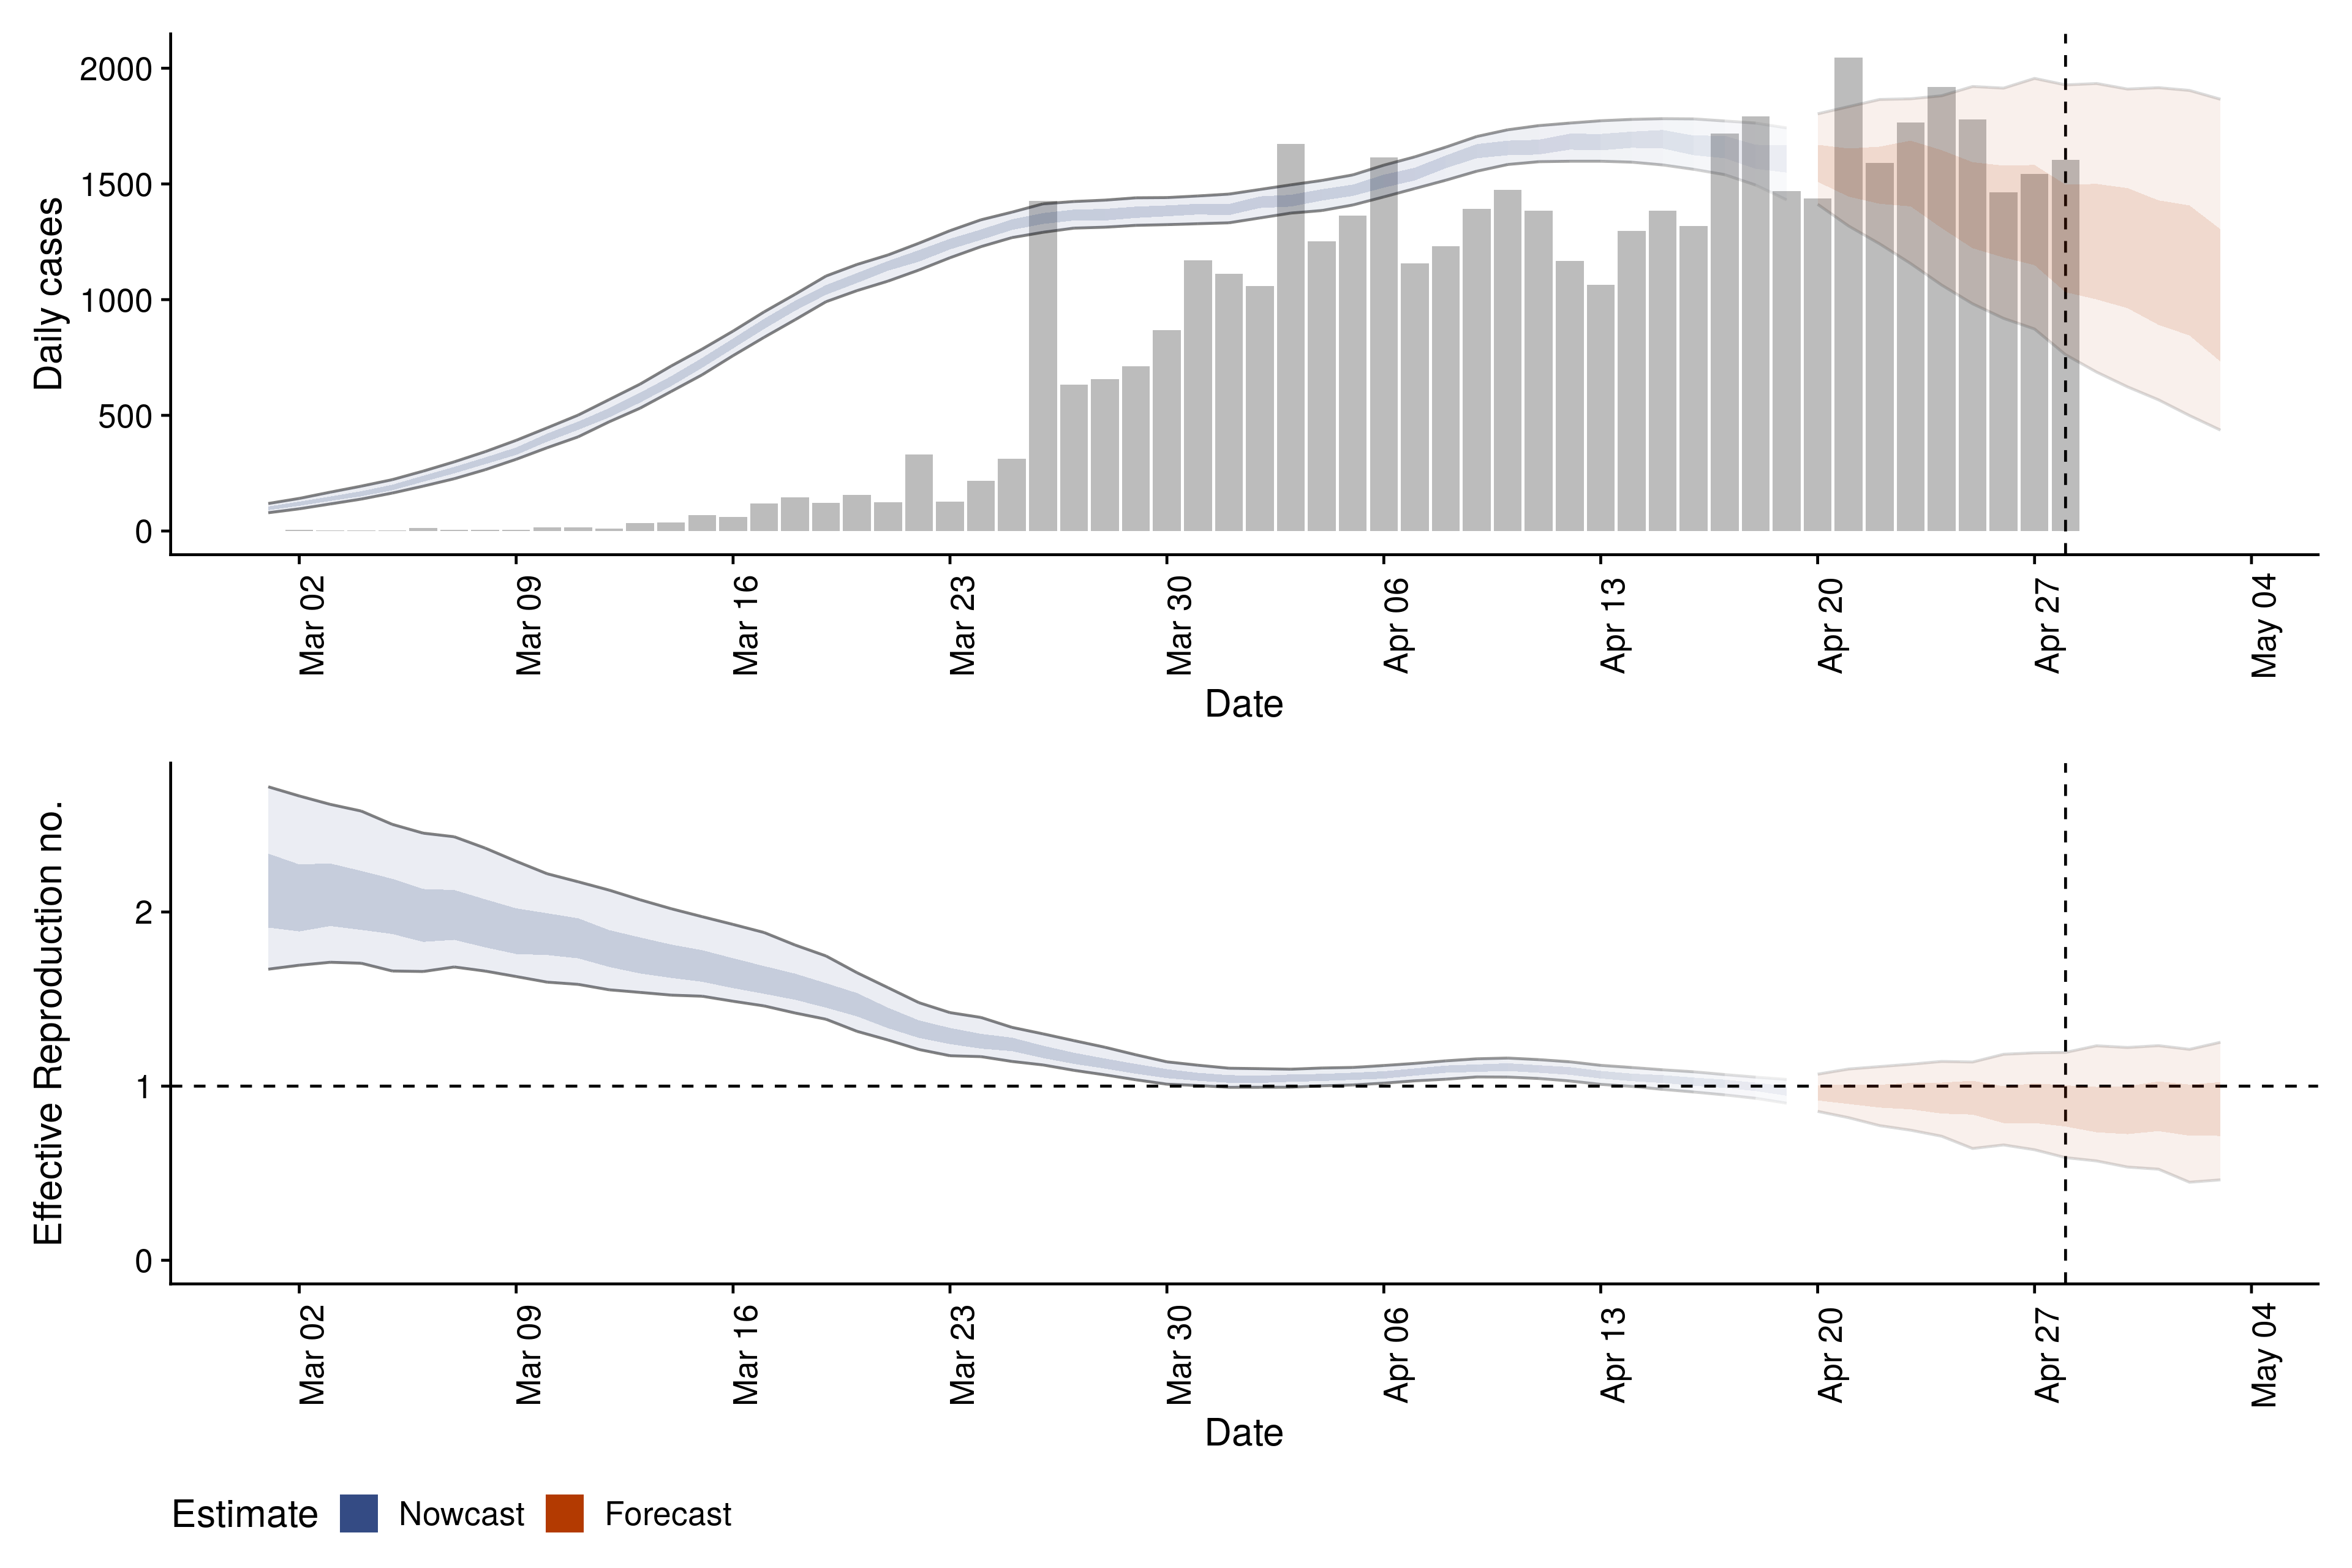 Daily cases
2000
1500
1000
500
0
Mar 02
Mar 09
Mar 16
Mar 23
Mar 30
Apr 06
Apr 13
Apr 20
Apr 27
May 04
Date
Effective Reproduction no.
2
1
0
Mar 02
Mar 09
Mar 16
Mar 23
Mar 30
Apr 06
Apr 13
Apr 20
Apr 27
May 04
Date
Estimate Nowcast Forecast